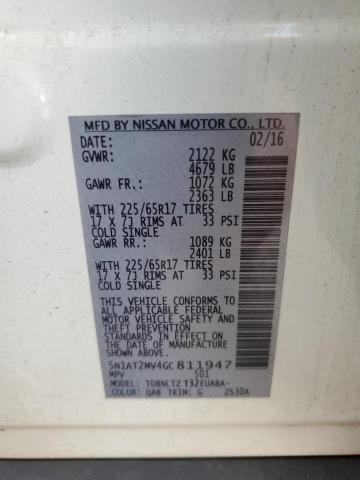 MFD BY NISSAN MOTOR CO., LTD.
DATE: 02/16
GVWR: 2122 KG
4679 LB
GAWR FR.: 1072 KG
2363 LB
WITH 225/65R17 TIRES
17 X 7J RIMS AT 33 PSI
COLD SINGLE
GAWR RR.: 1089 KG
2401 LB
WITH 225/65R17 TIRES
17 X 7J RIMS AT 33 PSI
COLD SINGLE
THIS VEHICLE CONFORMS TO
ALL APPLICABLE FEDERAL
MOTOR VEHICLE SAFETY AND
STANDARDS IN EFFECT ON THE
DATE OF MANUFACTURE SHOWN
ABOVE.
5N1AT2MV4GC811947
MPV 501
MODEL: TDBNLT2 T32EUABA-
COLOR: QAB TRIM: G 2S30A